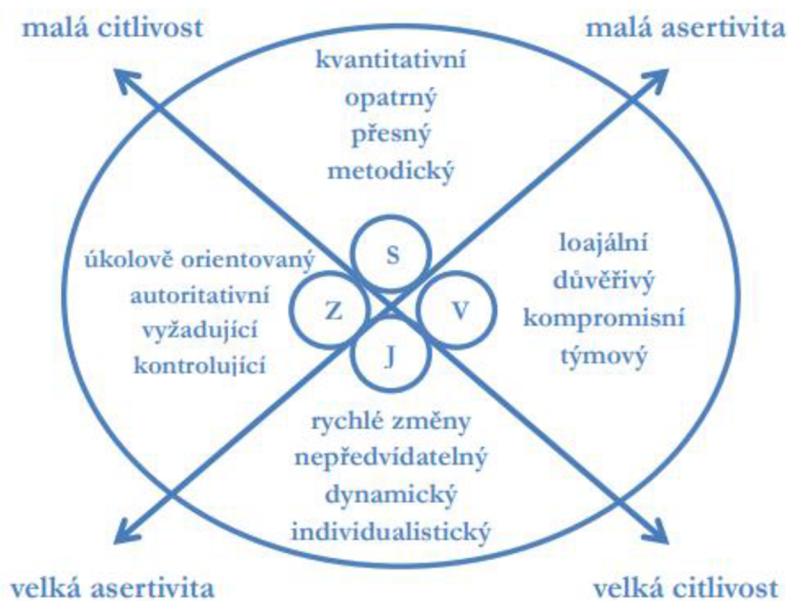 malá citlivost
malá asertivita
kvantitativní
opatrný
přesný
metodický
úkolově orientovaný
autoritativní
vyžadující
kontrolující
S
Z
V
J
loajální
důvěřivý
kompromisní
týmový
rychlé změny
nepředvídatelný
dynamický
individualistický
velká asertivita
velká citlivost